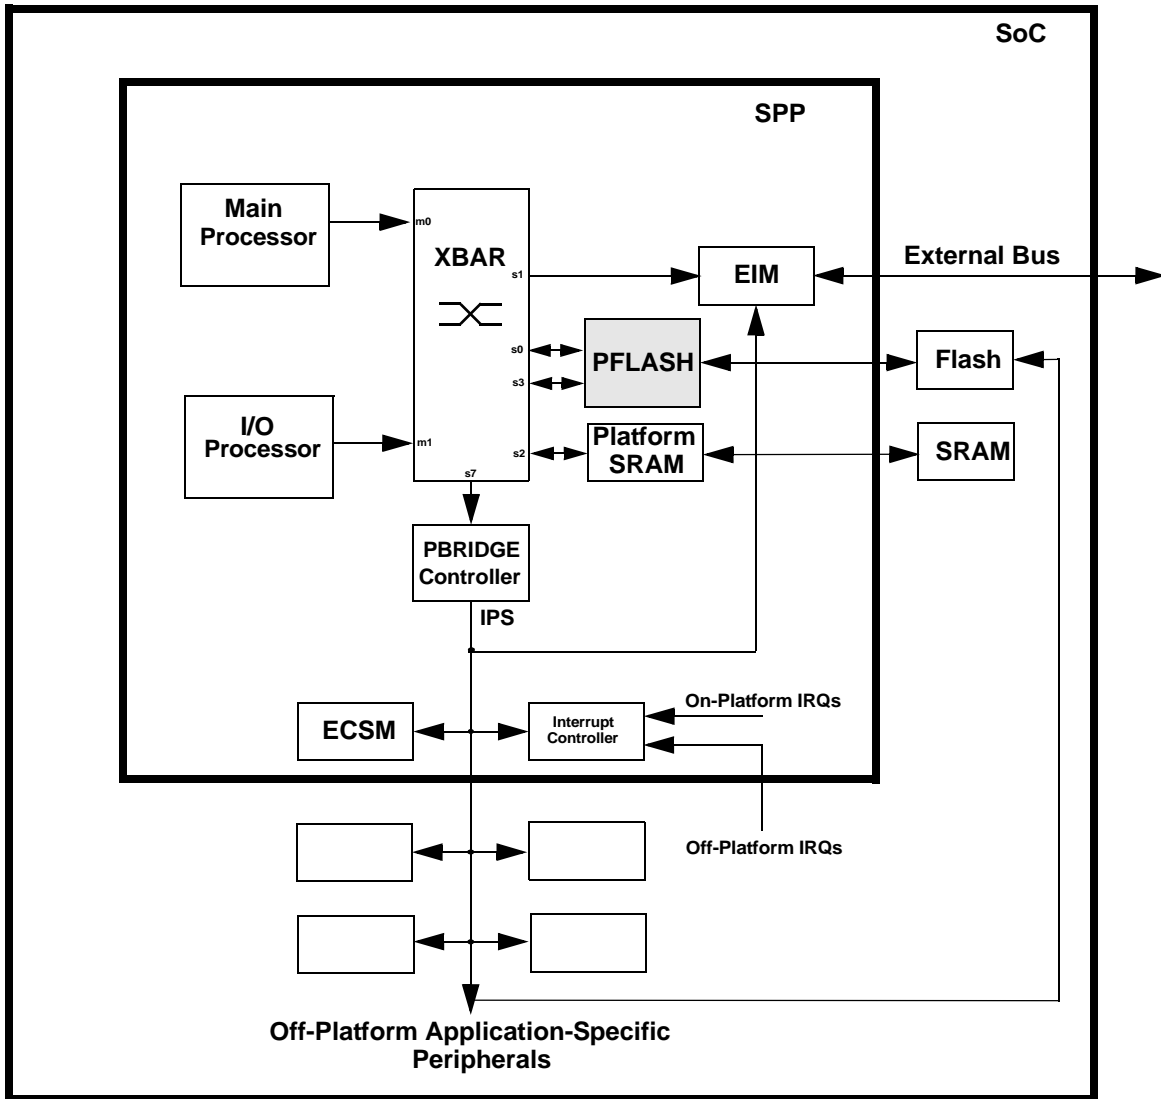 SoC
SPP
Main
Processor
m0
XBAR
s1
EIM
External Bus
s0
PFLASH
Flash
s3
I/O
Processor
m1
Platform
SRAM
s2
SRAM
s7
PBRIDGE
Controller
IPS
On-Platform IRQs
ECSM
Interrupt
Controller
Off-Platform IRQs
Off-Platform Application-Specific
Peripherals